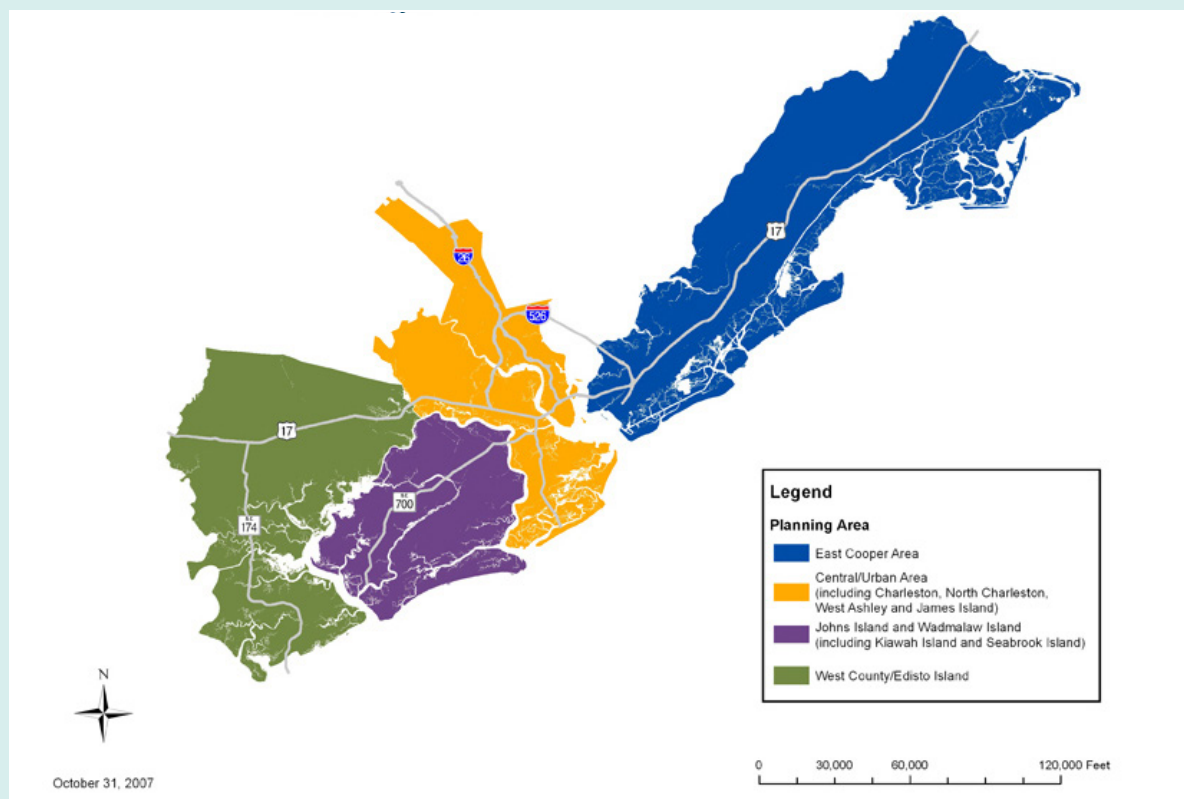 17
26
526
17
S.C.
700
S.C.
174
Legend
Planning Area
East Cooper Area
Central/Urban Area
(including Charleston, North Charleston,
West Ashley and James Island)
Johns Island and Wadmalaw Island
(including Kiawah Island and Seabrook Island)
West County/Edisto Island
N
October 31, 2007
0 30,000 60,000 120,000 Feet